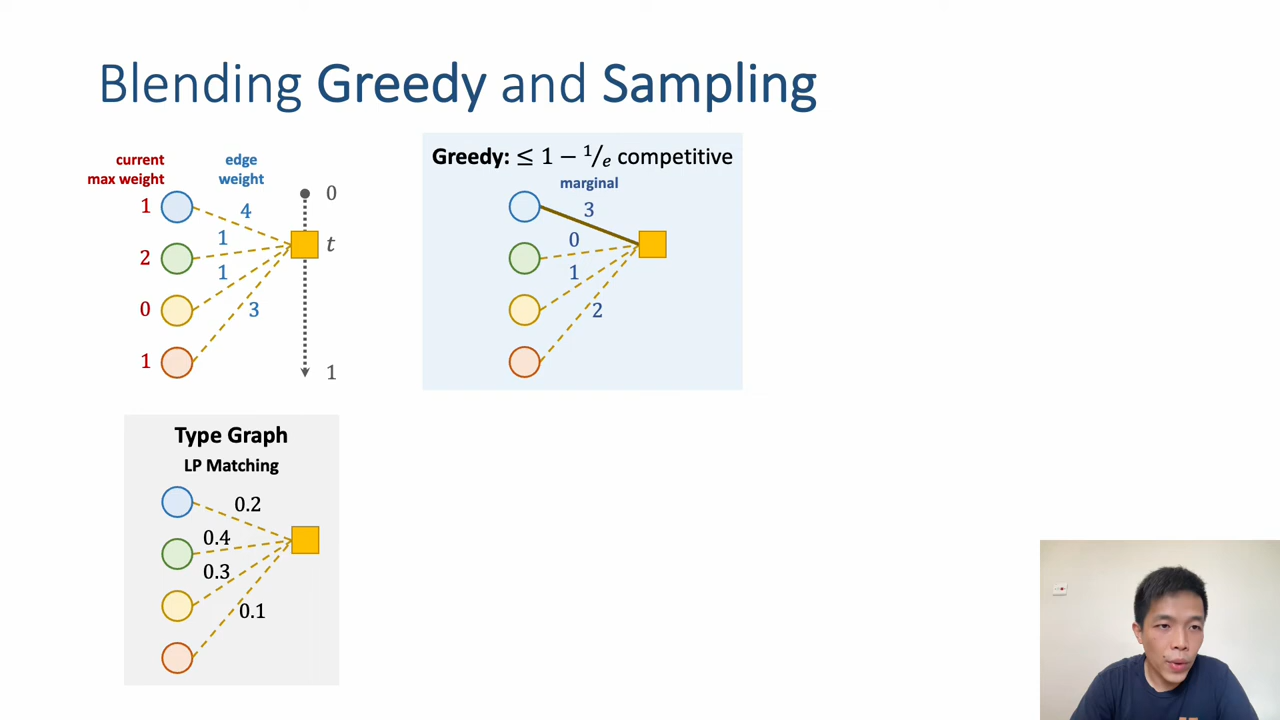 Blending Greedy and Sampling
current
max weight
edge
weight
1
4
0
2
1
t
1
0
3
1
1
Greedy: ≤ 1 − 1/e competitive
marginal
3
0
1
2
Type Graph
LP Matching
0.2
0.4
0.3
0.1